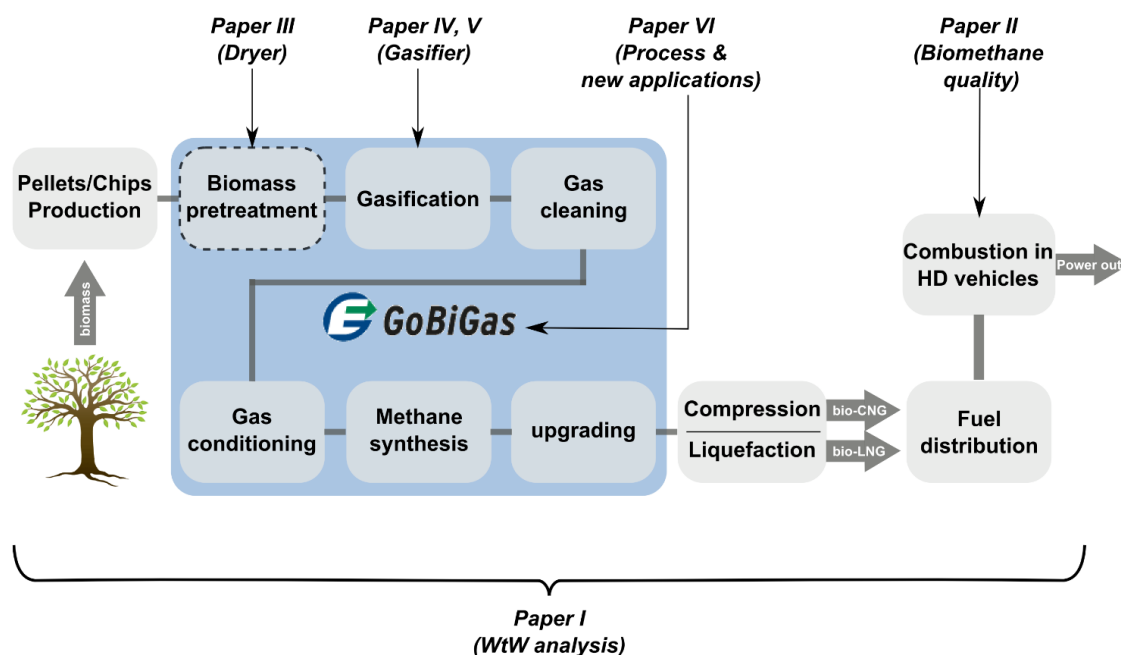 Paper III
(Dryer)
Paper IV, V
(Gasifier)
Paper VI
(Process &
new applications)
Paper II
(Biomethane
quality)
Pellets/Chips
Production
Biomass
pretreatment
Gasification
Gas
cleaning
Combustion in
HD vehicles
Power out
biomass
GoBiGas
Gas
conditioning
Methane
synthesis
upgrading
Compression
Liquefaction
bio-CNG
bio-LNG
Fuel
distribution
Paper I
(WtW analysis)